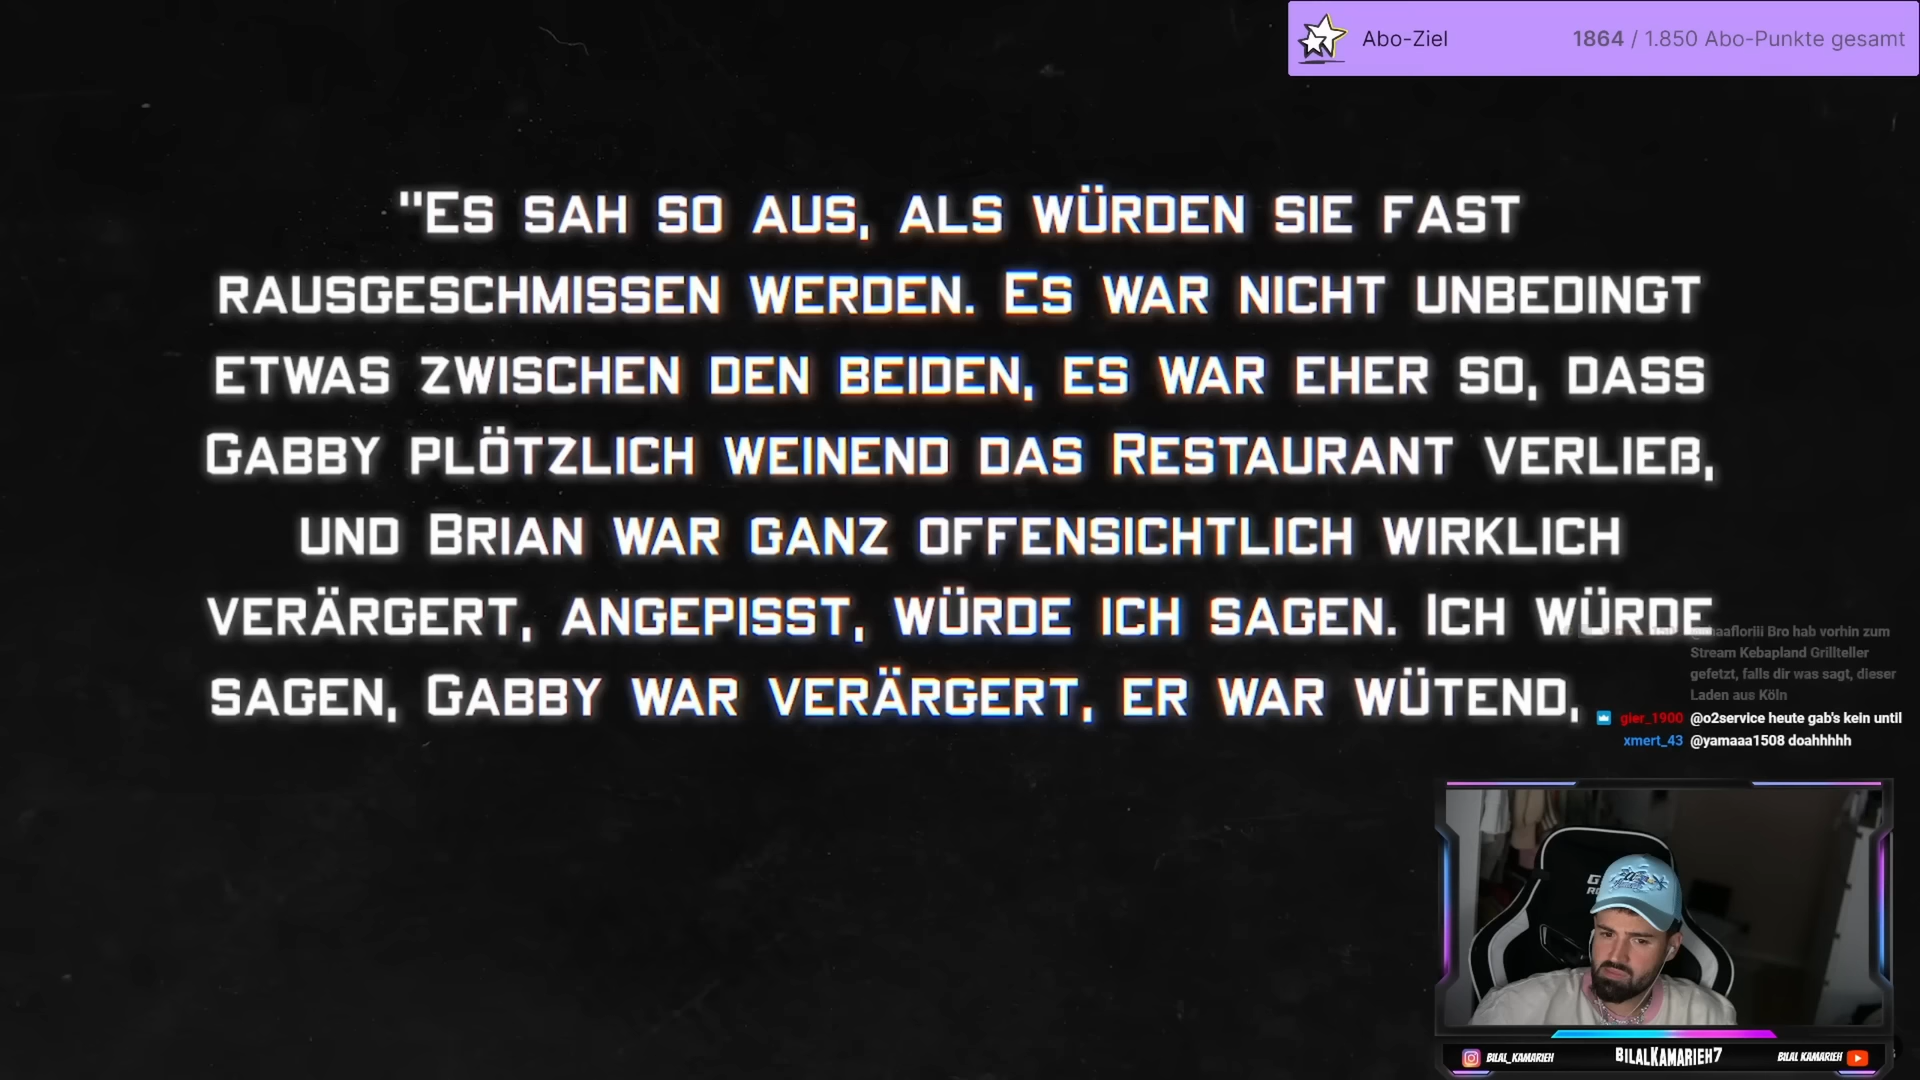 Abo-Ziel 1864 / 1.850 Abo-Punkte gesamt
"Es sah so aus, als würden sie fast
rausgeschmissen werden. Es war nicht unbedingt
etwas zwischen den beiden, es war eher so, dass
Gabby plötzlich weinend das Restaurant verließ,
und Brian war ganz offensichtlich wirklich
verärgert, angepisst, würde ich sagen. Ich würde
sagen, Gabby war verärgert, er war wütend,
Bro hab vorhin zum
Stream Kebapland Grillteller
gefetzt, falls dir was sagt, dieser
Laden aus Köln
gier_1900 @o2service heute gab's kein until
xmert_43 @yamaaa1508 doahhhhh
BILAL_KAMARIEH BILALKAMARIEH7 BILAL KAMARIEH